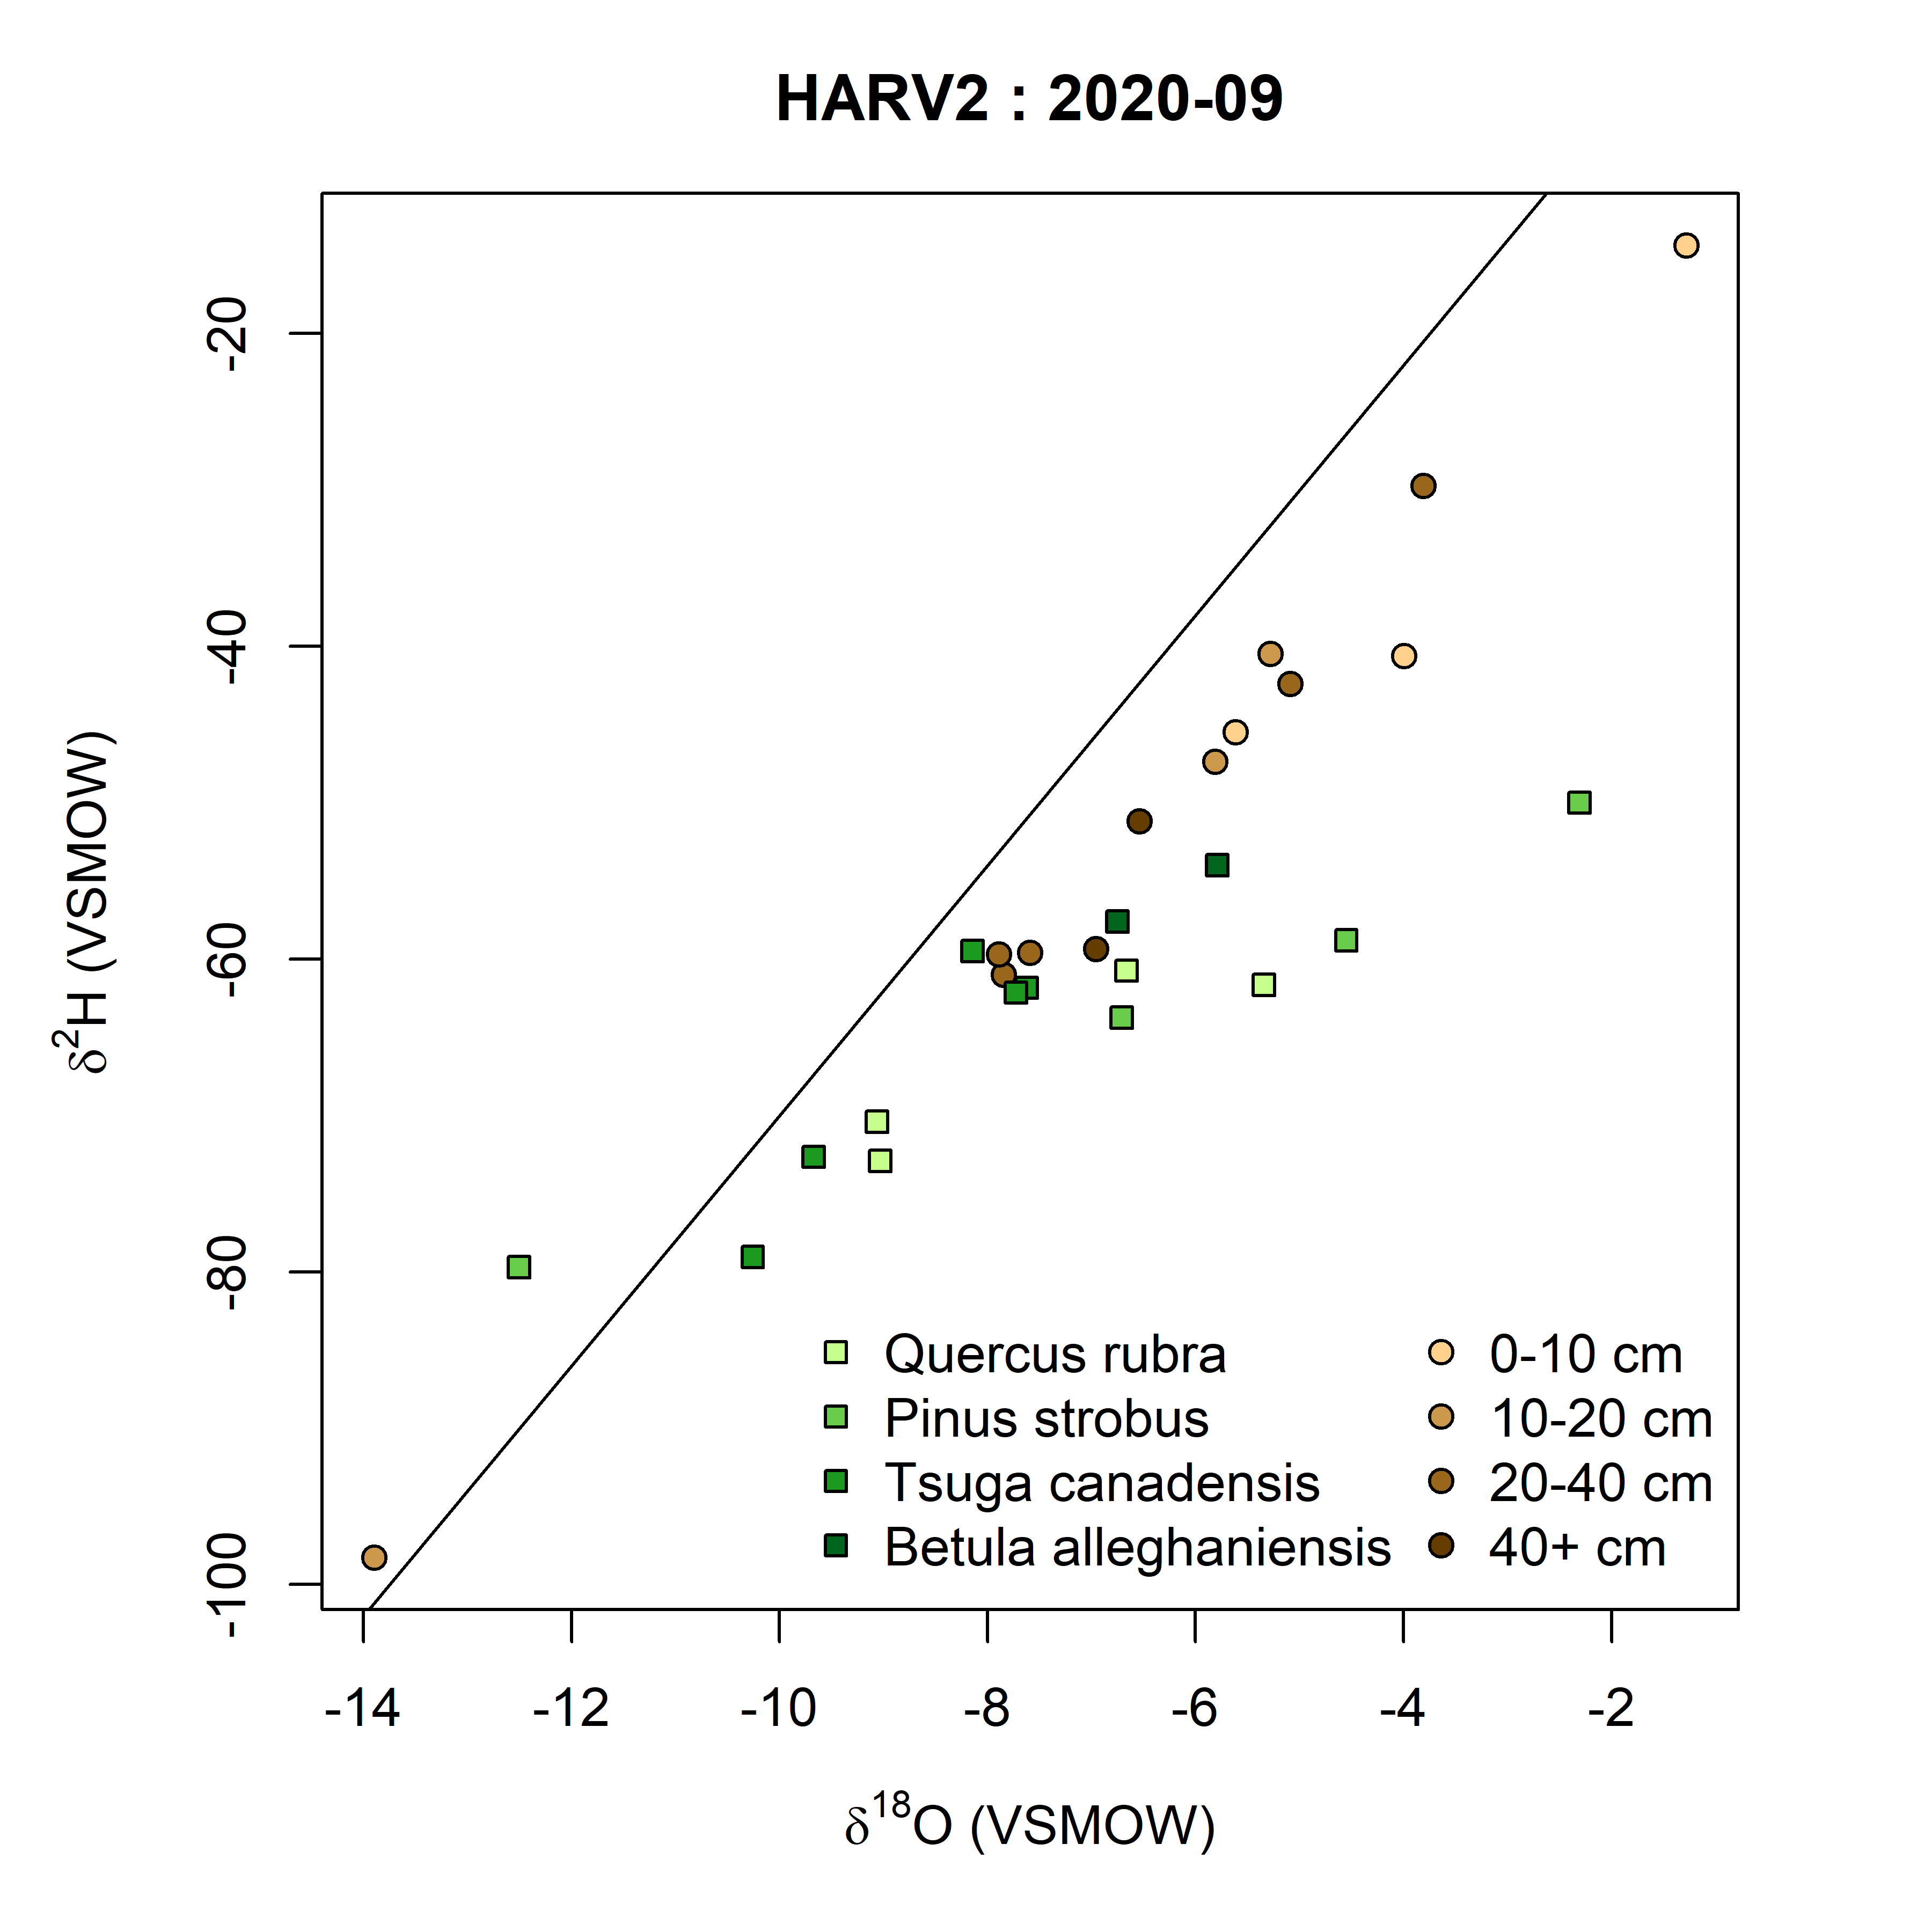 HARV2 : 2020-09
-20
-40
-60
-80
-100
δ2H (VSMOW)
Quercus rubra
Pinus strobus
Tsuga canadensis
Betula alleghaniensis
0-10 cm
10-20 cm
20-40 cm
40+ cm
-14 -12 -10 -8 -6 -4 -2
δ18O (VSMOW)